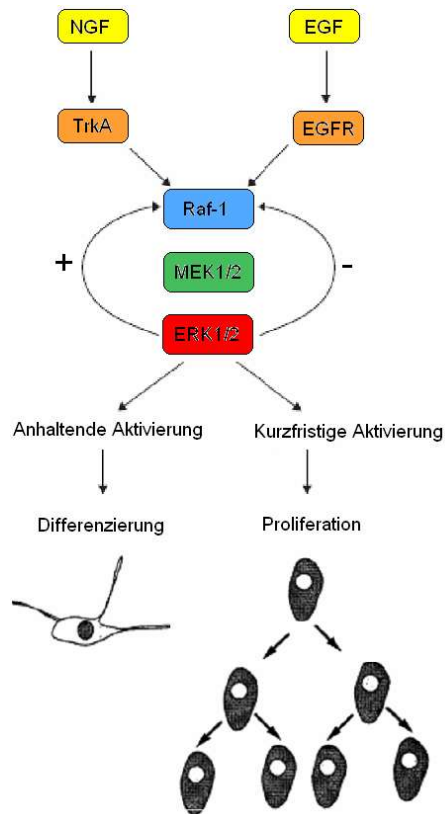 NGF
EGF
TrkA
EGFR
Raf-1
+
-
MEK1/2
ERK1/2
Anhaltende Aktivierung
Kurzfristige Aktivierung
Differenzierung
Proliferation